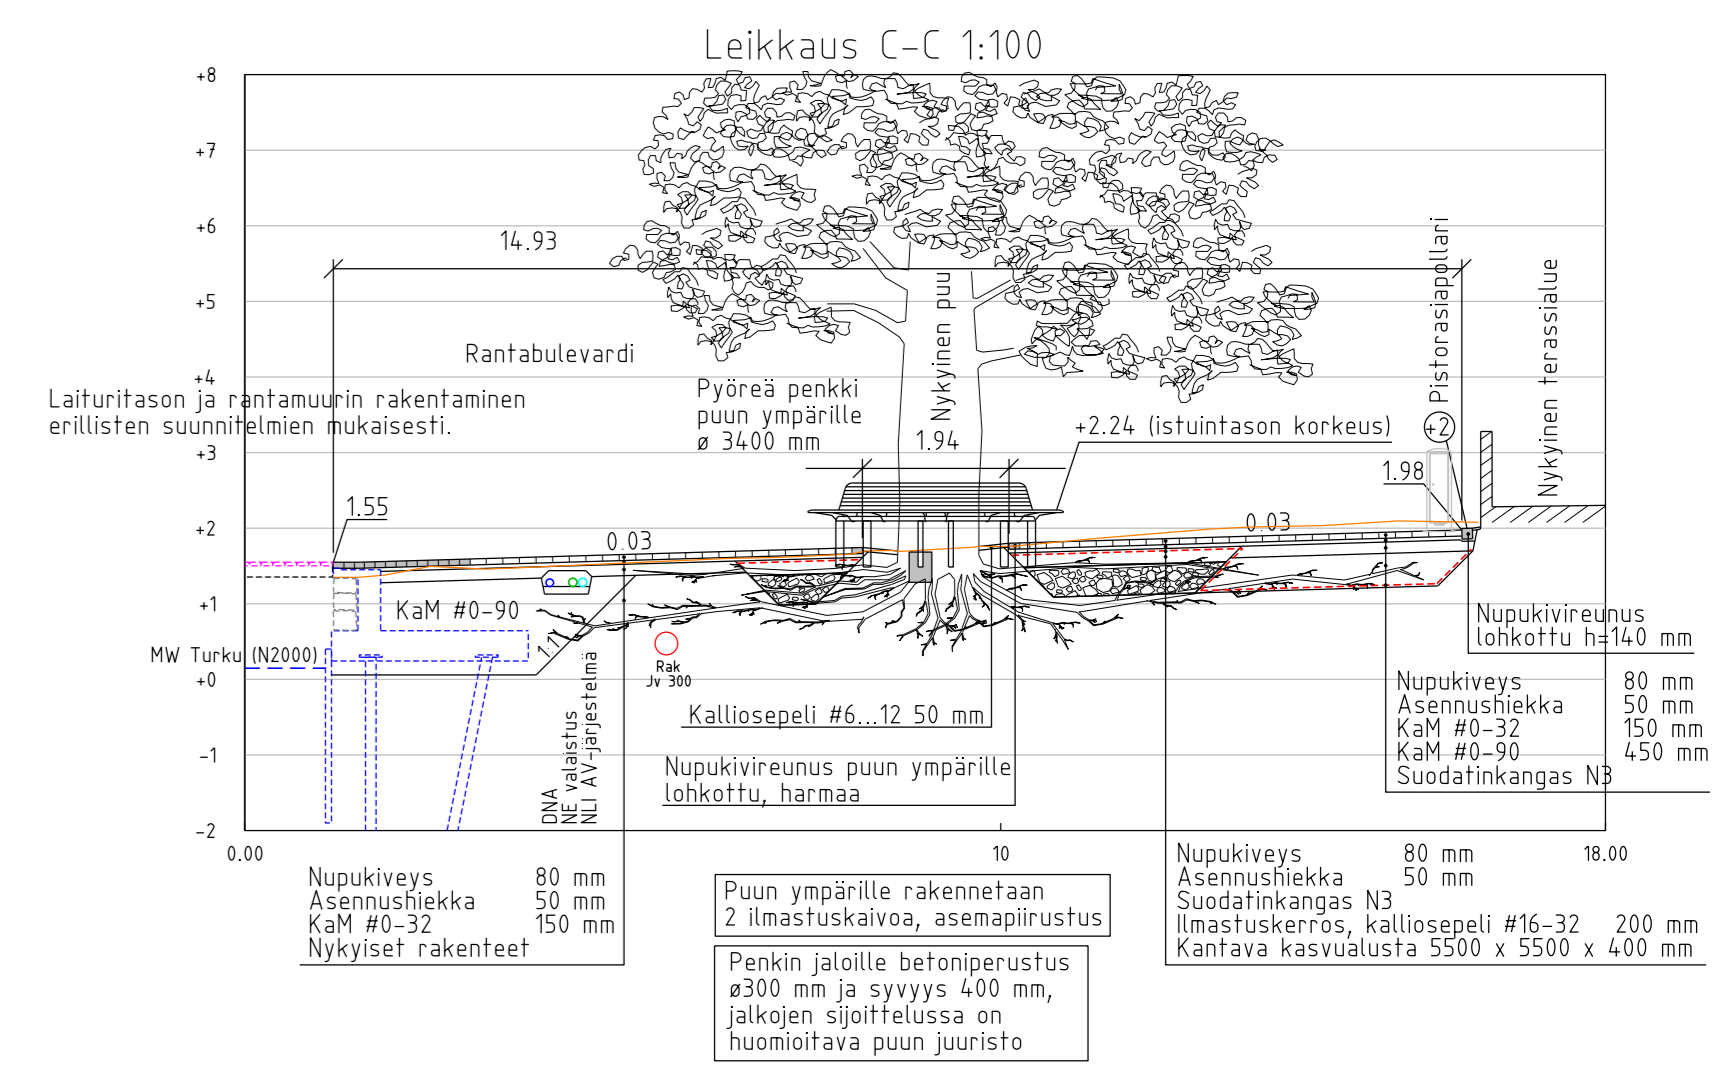 Leikkaus C-C 1:100
+8
+7
+6
+5
+4
+3
+2
+1
+0
-1
-2
0.00
10
18.00
14.93
Rantabulevardi
Laituritason ja rantamuurin rakentaminen
erillisten suunnitelmien mukaisesti.
Pyöreä penkki
puun ympärille
ø 3400 mm
Nykyinen puu
1.94
+2.24 (istuintason korkeus)
+2
Pistorasiapollari
Nykyinen terassialue
1.98
1.55
0.03
0.03
KaM #0-90
1:1
MW Turku (N2000)
Rak
Jv 300
DNA
NE valaistus
NLI AV-järjestelmä
Kalliosepeli #6...12 50 mm
Nupukivireunus puun ympärille
lohkottu, harmaa
Nupukivireunus
lohkottu h=140 mm
Nupukiveys 80 mm
Asennushiekka 50 mm
KaM #0-32 150 mm
KaM #0-90 450 mm
Suodatinkangas N3
Nupukiveys 80 mm
Asennushiekka 50 mm
KaM #0-32 150 mm
Nykyiset rakenteet
Puun ympärille rakennetaan
2 ilmastuskaivoa, asemapiirustus
Penkin jaloille betoniperustus
ø300 mm ja syvyys 400 mm,
jalkojen sijoittelussa on
huomioitava puun juuristo
Nupukiveys 80 mm
Asennushiekka 50 mm
Suodatinkangas N3
Ilmastuskerros, kalliosepeli #16-32 200 mm
Kantava kasvualusta 5500 x 5500 x 400 mm